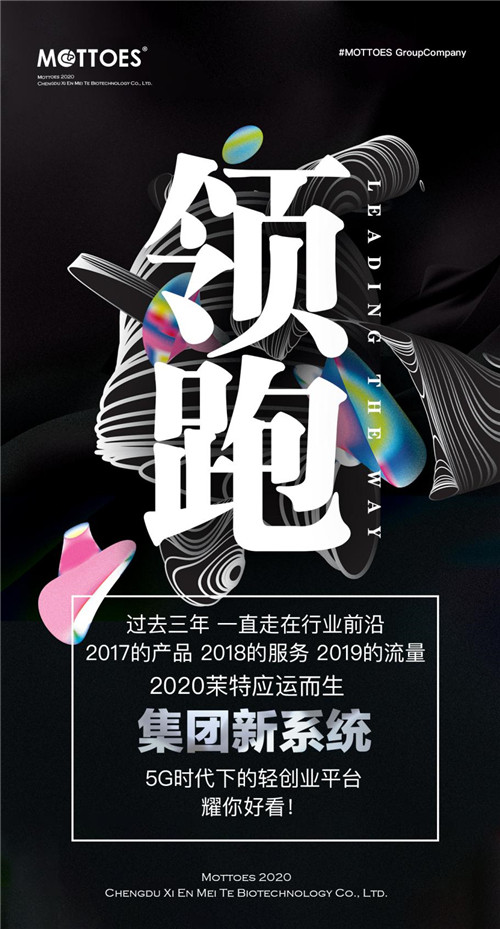 MOTTOES®
#MOTTOES GroupCompany
MOTTOES 2020
CHENGDU XI EN MEI TE BIOTECHNOLOGY CO., LTD.
领跑
LEADING THE WAY
过去三年 一直走在行业前沿
2017的产品 2018的服务 2019的流量
2020茉特应运而生
集团新系统
5G时代下的轻创业平台
耀你好看！
MOTTOES 2020
CHENGDU XI EN MEI TE BIOTECHNOLOGY CO., LTD.